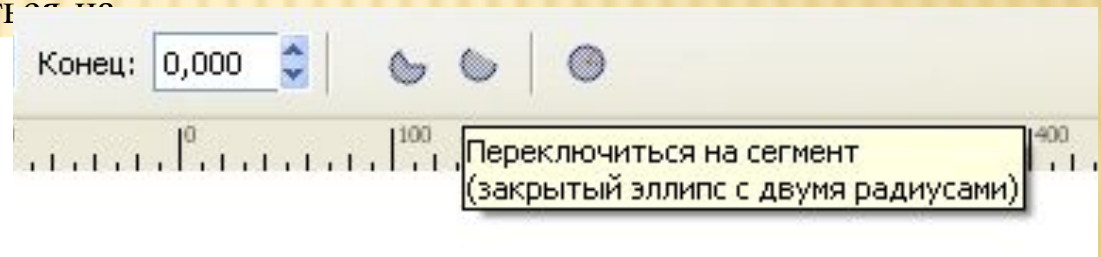 Конец: 0,000
0 100 400
Переключиться на сегмент
(закрытый эллипс с двумя радиусами)